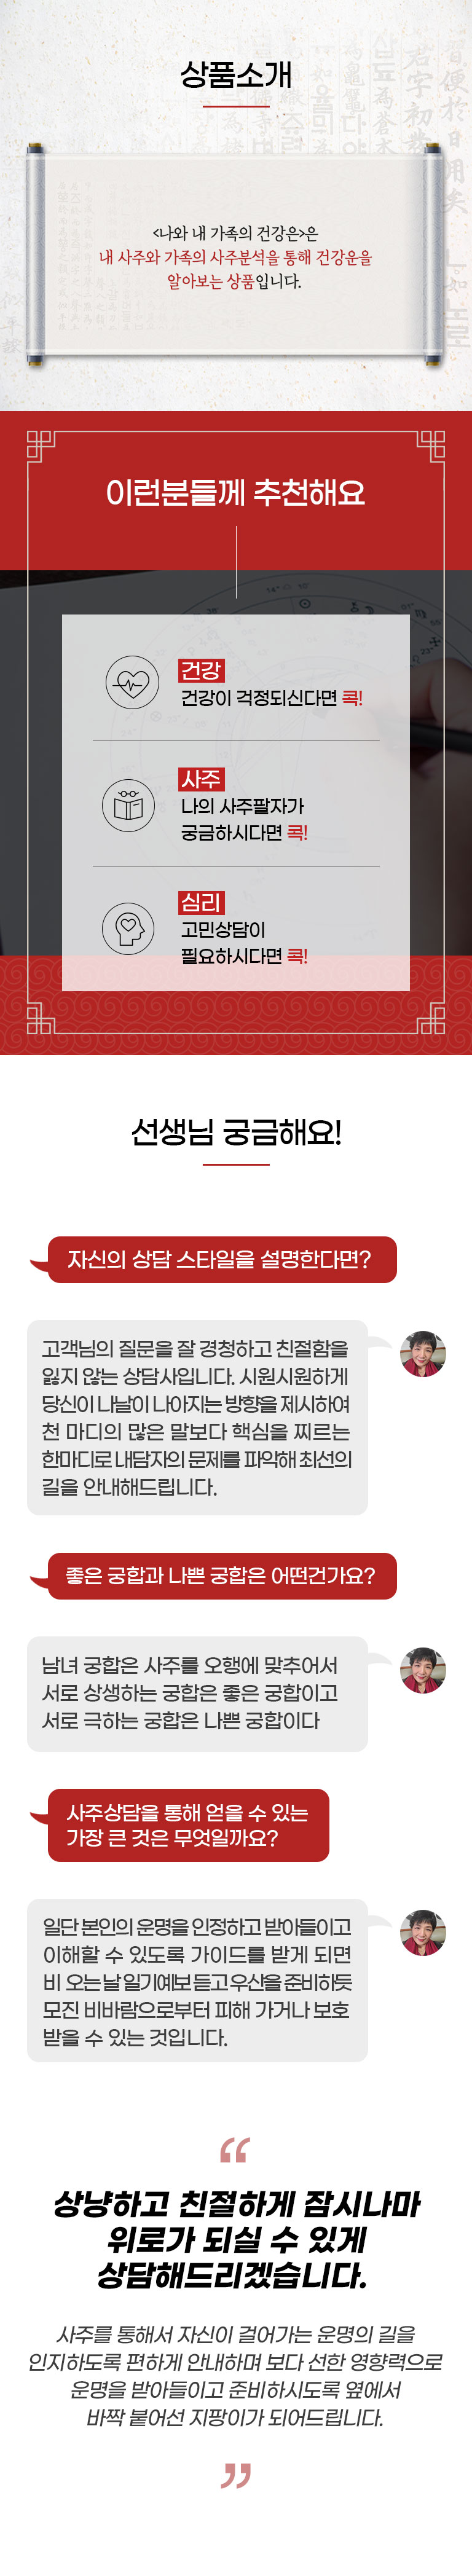 상품소개
<나와 내 가족의 건강은>은
내 사주와 가족의 사주분석을 통해 건강운을
알아보는 상품입니다.
이런분들께 추천해요
건강
건강이 걱정되신다면 콕!
사주
나의 사주팔자가
궁금하시다면 콕!
심리
고민상담이
필요하시다면 콕!
선생님 궁금해요!
자신의 상담 스타일을 설명한다면?
고객님의 질문을 잘 경청하고 친절함을
잃지 않는 상담사입니다. 시원시원하게
당신이 나날이 나아지는 방향을 제시하여
천 마디의 많은 말보다 핵심을 찌르는
한마디로 내담자의 문제를 파악해 최선의
길을 안내해드립니다.
좋은 궁합과 나쁜 궁합은 어떤건가요?
남녀 궁합은 사주를 오행에 맞추어서
서로 상생하는 궁합은 좋은 궁합이고
서로 극하는 궁합은 나쁜 궁합이다
사주상담을 통해 얻을 수 있는
가장 큰 것은 무엇일까요?
일단 본인의 운명을 인정하고 받아들이고
이해할 수 있도록 가이드를 받게 되면
비 오는 날 일기예보 듣고 우산을 준비하듯
모진 비바람으로부터 피해 가거나 보호
받을 수 있는 것입니다.
“
상냥하고 친절하게 잠시나마
위로가 되실 수 있게
상담해드리겠습니다.
사주를 통해서 자신이 걸어가는 운명의 길을
인지하도록 편하게 안내하며 보다 선한 영향력으로
운명을 받아들이고 준비하시도록 옆에서
바짝 붙어선 지팡이가 되어드립니다.
”